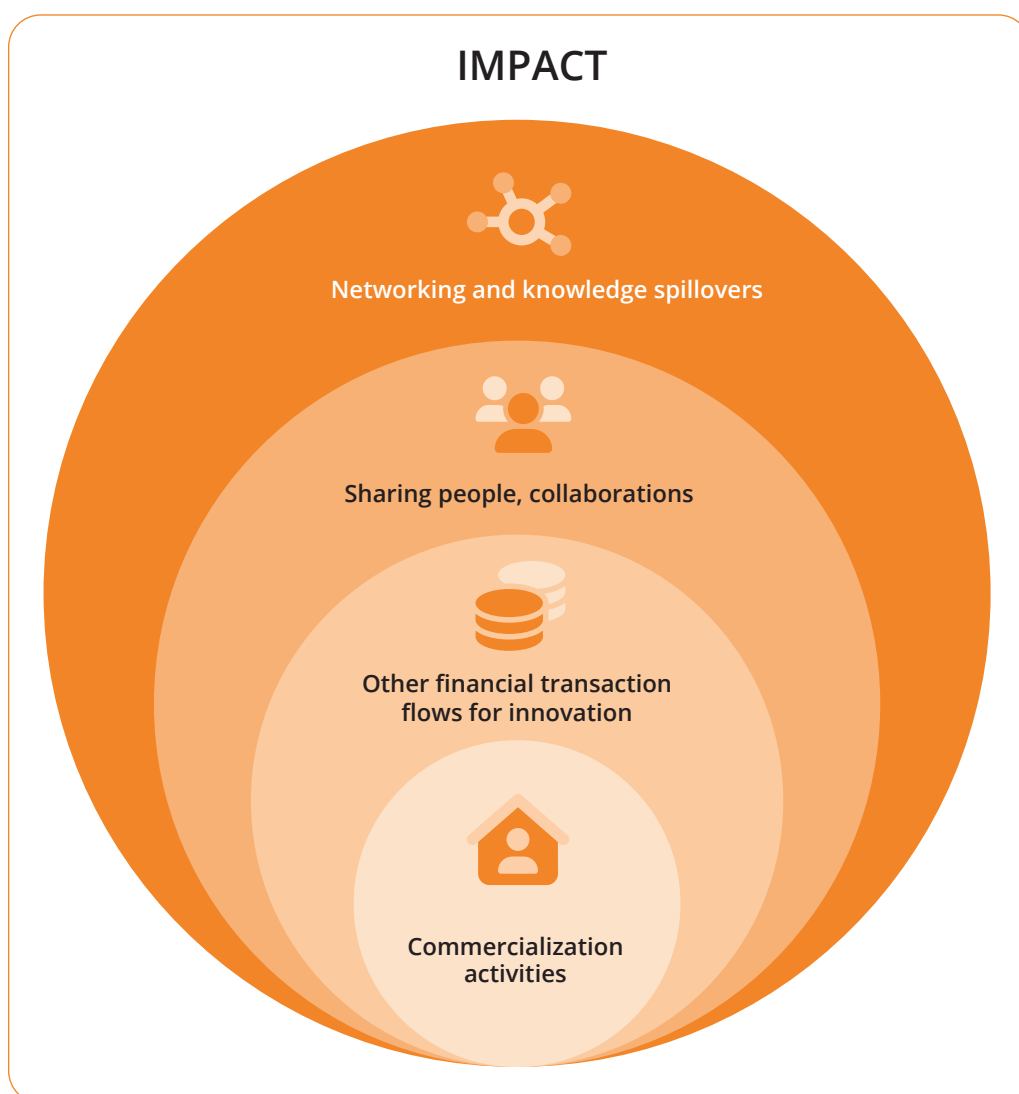 IMPACT
Networking and knowledge spillovers
Sharing people, collaborations
Other financial transaction
flows for innovation
Commercialization
activities